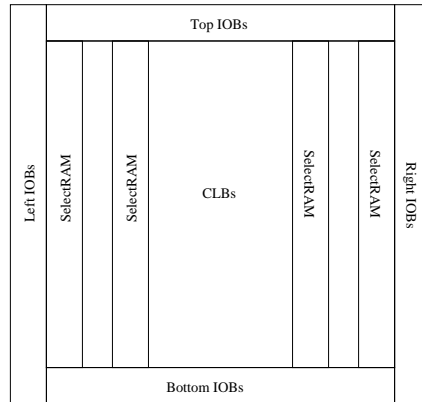 Top IOBs
Left IOBs
SelectRAM
SelectRAM
CLBs
SelectRAM
SelectRAM
Right IOBs
Bottom IOBs